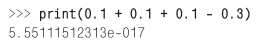 >>> print(0.1 + 0.1 + 0.1 - 0.3)
5.55111512313e-017